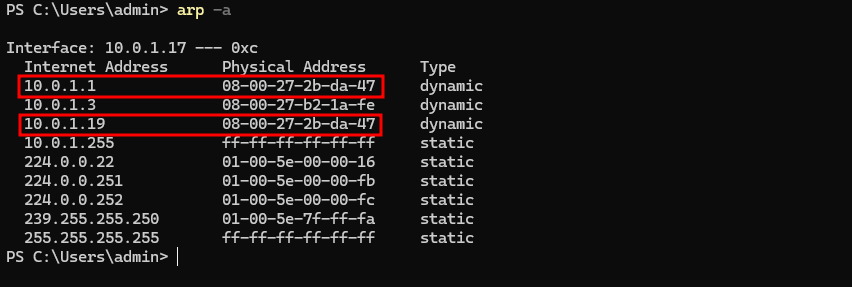 PS C:\Users\admin> arp -a
Interface: 10.0.1.17 --- 0xc
Internet Address Physical Address Type
10.0.1.1 08-00-27-2b-da-47 dynamic
10.0.1.3 08-00-27-b2-1a-fe dynamic
10.0.1.19 08-00-27-2b-da-47 dynamic
10.0.1.255 ff-ff-ff-ff-ff-ff static
224.0.0.22 01-00-5e-00-00-16 static
224.0.0.251 01-00-5e-00-00-fb static
224.0.0.252 01-00-5e-00-00-fc static
239.255.255.250 01-00-5e-7f-ff-fa static
255.255.255.255 ff-ff-ff-ff-ff-ff static
PS C:\Users\admin>